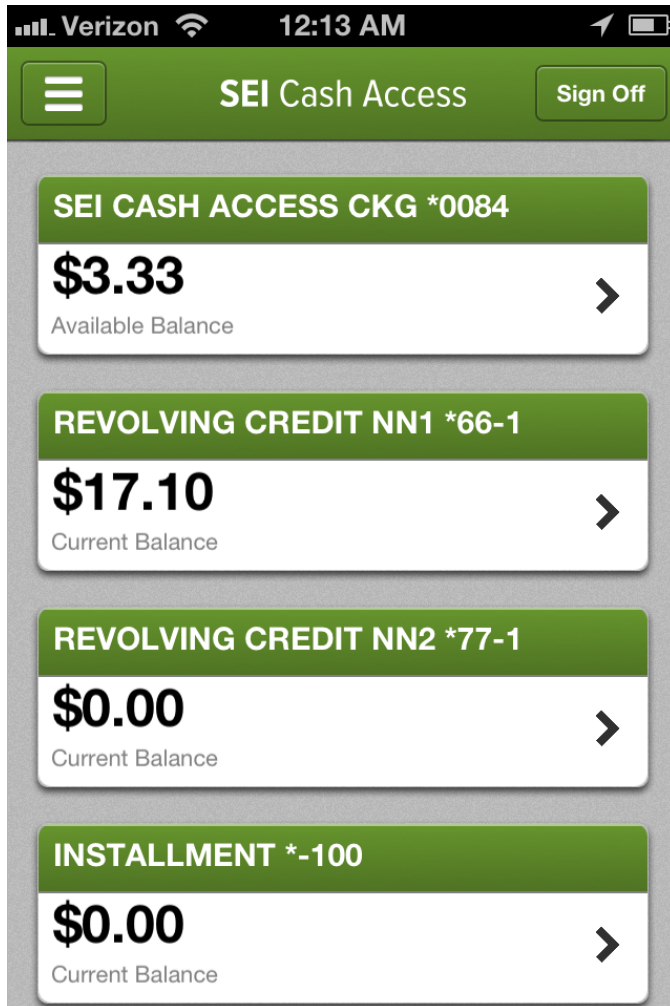 Verizon 12:13 AM
SEI Cash Access Sign Off
SEI CASH ACCESS CKG *0084
$3.33
Available Balance
REVOLVING CREDIT NN1 *66-1
$17.10
Current Balance
REVOLVING CREDIT NN2 *77-1
$0.00
Current Balance
INSTALLMENT *-100
$0.00
Current Balance